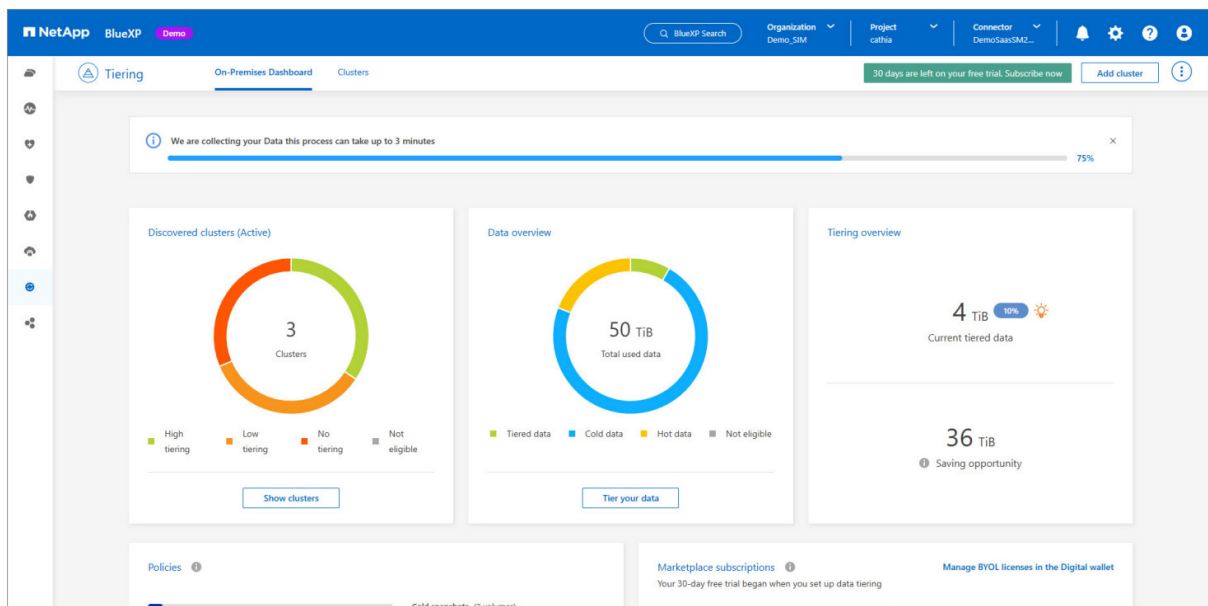 NetApp BlueXP Demo
BlueXP Search
Organization
Demo_SIM
Project
cathia
Connector
DemoSaasSM2...
Tiering
On-Premises Dashboard
Clusters
30 days are left on your free trial. Subscribe now
Add cluster
We are collecting your Data this process can take up to 3 minutes
75%
Discovered clusters (Active)
3
Clusters
High tiering
Low tiering
No tiering
Not eligible
Show clusters
Data overview
50 TiB
Total used data
Tiered data
Cold data
Hot data
Not eligible
Tier your data
Tiering overview
4 TiB 10%
Current tiered data
36 TiB
Saving opportunity
Policies
Marketplace subscriptions
Manage BYOL licenses in the Digital wallet
Your 30-day free trial began when you set up data tiering